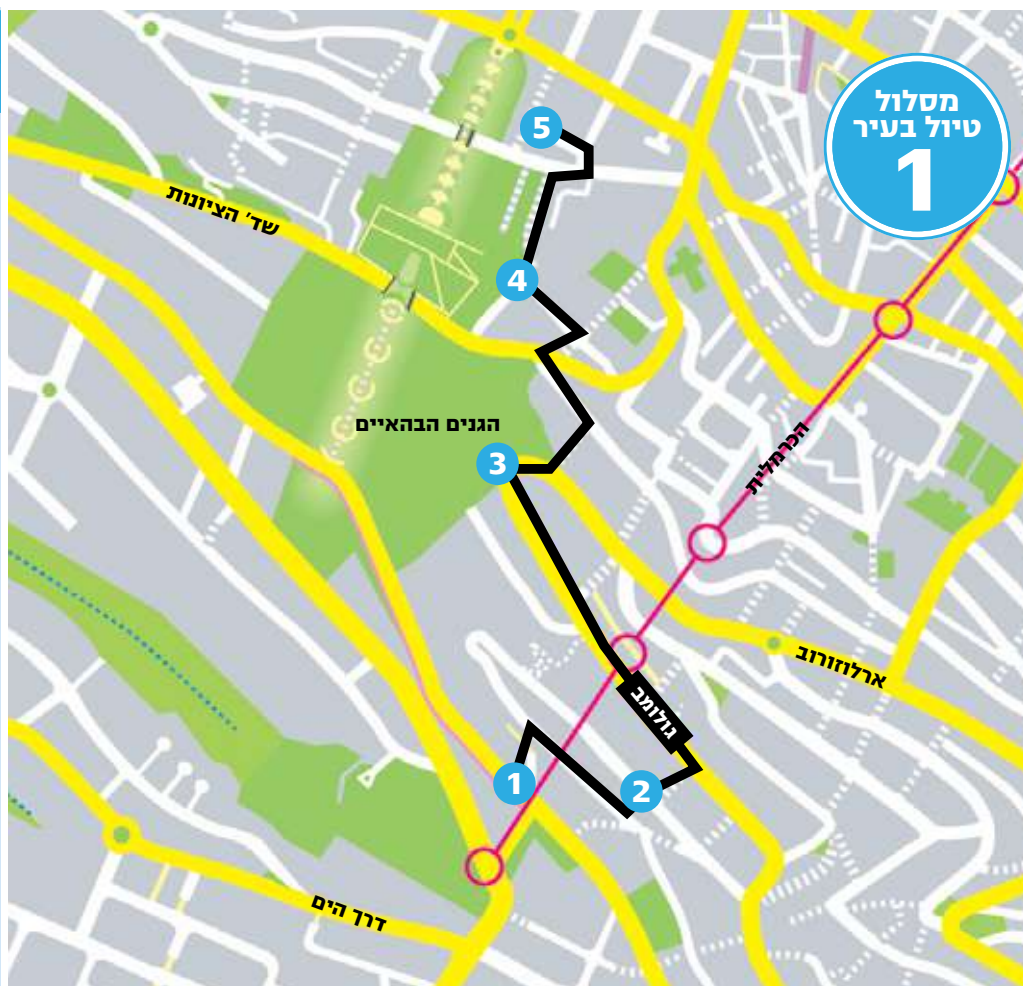 מסלול
טיול בעיר
1
5
שד' הציונות
4
הגנים הבהאיים
3
הכרמלית
ארלוזורוב
גולומב
1
2
דרך הים